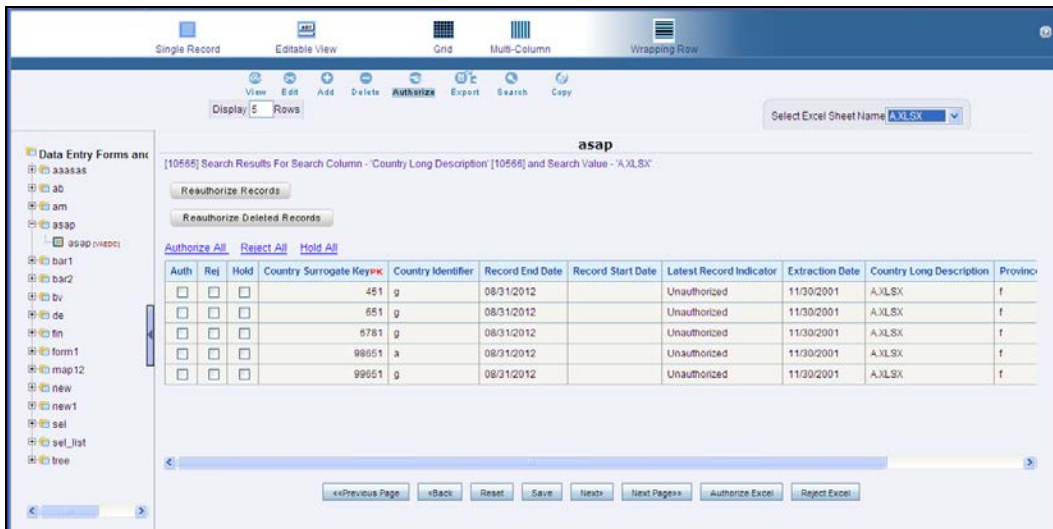 Single Record Editable View Grid Multi-Column Wrapping Row
View Edit Add Delete Authorize Export Search Copy
Display 5 Rows
Select Excel Sheet Name A.XLSX
Data Entry Forms and
aaasas
ab
am
asap
asap
bar1
bar2
bv
de
fin
form1
map12
new
new1
sel
sel_list
tree
asap
[10565] Search Results For Search Column - 'Country Long Description' [10566] and Search Value - 'A.XLSX'
Reauthorize Records
Reauthorize Deleted Records
Authorize All Reject All Hold All
Auth Rej Hold Country Surrogate KeyPK Country Identifier Record End Date Record Start Date Latest Record Indicator Extraction Date Country Long Description Province
451 g 08/31/2012 Unauthorized 11/30/2001 A.XLSX f
651 g 08/31/2012 Unauthorized 11/30/2001 A.XLSX f
6781 g 08/31/2012 Unauthorized 11/30/2001 A.XLSX f
98651 a 08/31/2012 Unauthorized 11/30/2001 A.XLSX f
99651 g 08/31/2012 Unauthorized 11/30/2001 A.XLSX f
««Previous Page «Back Reset Save Next» Next Page»» Authorize Excel Reject Excel